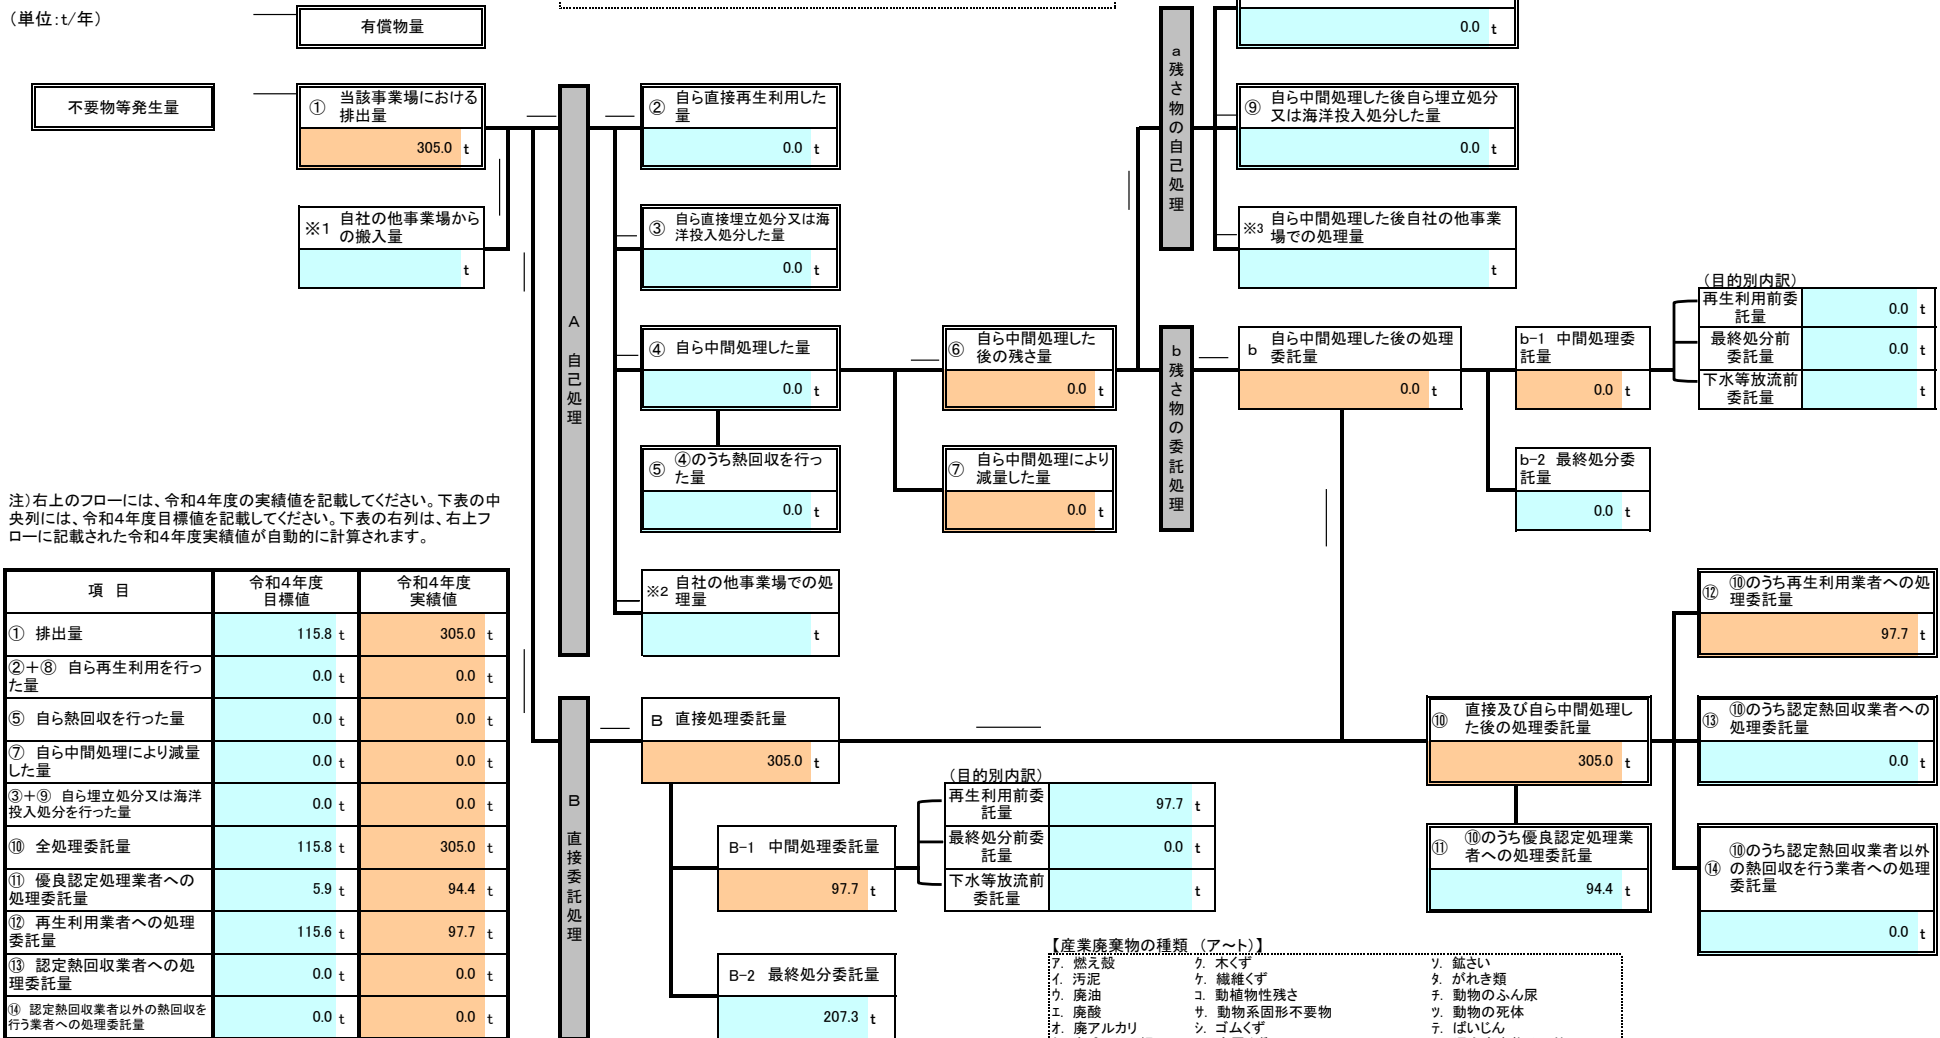 （単位：t/年）
有償物量
0.0 t
不要物等発生量
① 当該事業場における
排出量
305.0 t
※1 自社の他事業場から
の搬入量
t
A 自己処理
② 自ら直接再生利用した
量
0.0 t
③ 自ら直接埋立処分又は海
洋投入処分した量
0.0 t
④ 自ら中間処理した量
0.0 t
⑤ ④のうち熱回収を行っ
た量
0.0 t
※2 自社の他事業場での処
理量
t
⑥ 自ら中間処理した
後の残さ量
0.0 t
⑦ 自ら中間処理により
減量した量
0.0 t
a 残さ物の自己処理
⑨ 自ら中間処理した後自ら埋立処分
又は海洋投入処分した量
0.0 t
※3 自ら中間処理した後自社の他事業
場での処理量
t
b 残さ物の委託処理
b 自ら中間処理した後の処理
委託量
0.0 t
b-1 中間処理委
託量
0.0 t
b-2 最終処分委
託量
0.0 t
（目的別内訳）
再生利用前委
託量
0.0 t
最終処分前
委託量
0.0 t
下水等放流前
委託量
t
注）右上のフローには、令和４年度の実績値を記載してください。下表の中
央列には、令和４年度目標値を記載してください。下表の右列は、右上フ
ローに記載された令和４年度実績値が自動的に計算されます。
項 目
令和４年度
目標値
令和４年度
実績値
① 排出量
115.8 t
305.0 t
②＋⑧ 自ら再生利用を行っ
た量
0.0 t
0.0 t
⑤ 自ら熱回収を行った量
0.0 t
0.0 t
⑦ 自ら中間処理により減量
した量
0.0 t
0.0 t
③＋⑨ 自ら埋立処分又は海洋
投入処分を行った量
0.0 t
0.0 t
⑩ 全処理委託量
115.8 t
305.0 t
⑪ 優良認定処理業者への
処理委託量
5.9 t
94.4 t
⑫ 再生利用業者への処理
委託量
115.6 t
97.7 t
⑬ 認定熱回収業者への処
理委託量
0.0 t
0.0 t
⑭ 認定熱回収業者以外の熱回収を
行う業者への処理委託量
0.0 t
0.0 t
B 直接委託処理
B 直接処理委託量
305.0 t
B-1 中間処理委託量
97.7 t
B-2 最終処分委託量
207.3 t
（目的別内訳）
再生利用前委
託量
97.7 t
最終処分前委
託量
0.0 t
下水等放流前
委託量
t
⑩ 直接及び自ら中間処理し
た後の処理委託量
305.0 t
⑪ ⑩のうち優良認定処理業
者への処理委託量
94.4 t
⑫ ⑩のうち再生利用業者への処
理委託量
97.7 t
⑬ ⑩のうち認定熱回収業者への
処理委託量
0.0 t
⑭ ⑩のうち認定熱回収業者以外
の熱回収を行う業者への処理
委託量
0.0 t
【産業廃棄物の種類 （ア～ト）】
ア. 燃え殻 ク. 木くず ソ. 鉱さい
イ. 汚泥 ケ. 繊維くず タ. がれき類
ウ. 廃油 コ. 動植物性残さ チ. 動物のふん尿
エ. 廃酸 サ. 動物系固形不要物 ツ. 動物の死体
オ. 廃アルカリ シ. ゴムくず テ. ばいじん